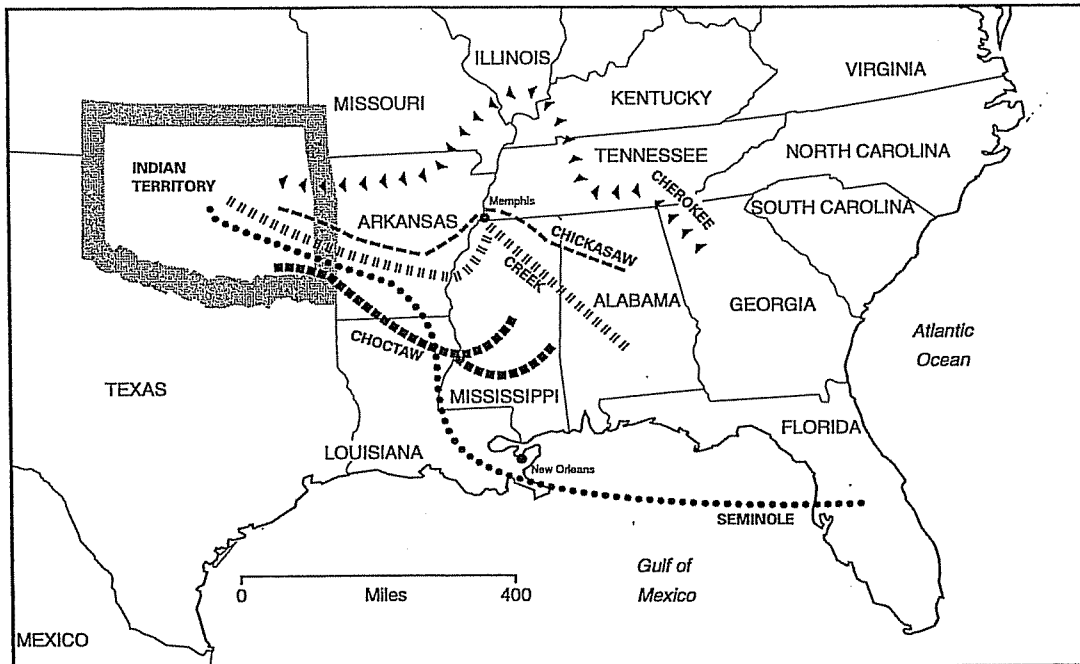 ILLINOIS
VIRGINIA
MISSOURI
KENTUCKY
NORTH CAROLINA
TENNESSEE
INDIAN
TERRITORY
CHEROKEE
Memphis
SOUTH CAROLINA
ARKANSAS
CHICKASAW
CREEK
ALABAMA
GEORGIA
Atlantic
Ocean
CHOCTAW
TEXAS
MISSISSIPPI
FLORIDA
LOUISIANA
New Orleans
SEMINOLE
Gulf of
Mexico
0 Miles 400
MEXICO